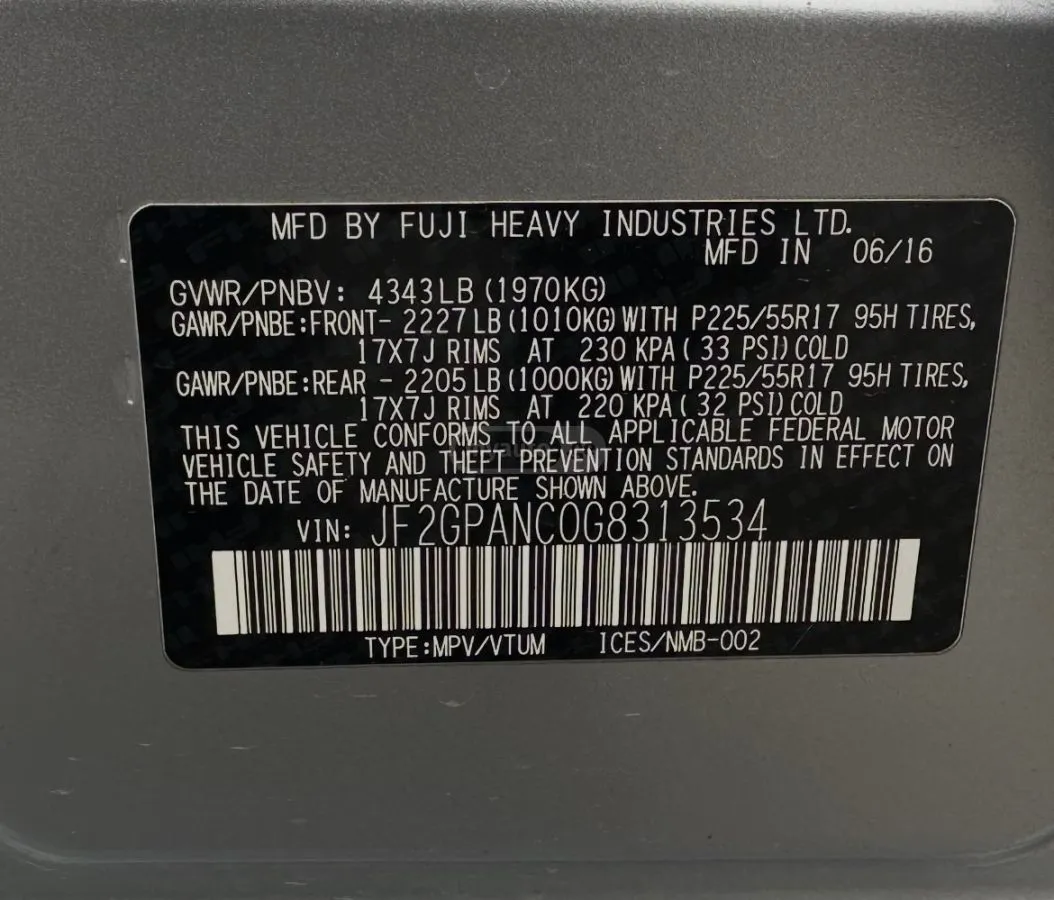 MFD BY FUJI HEAVY INDUSTRIES LTD.
MFD IN 06/16
GVWR/PNBV: 4343LB (1970KG)
GAWR/PNBE:FRONT- 2227LB(1010KG)WITH P225/55R17 95H TIRES,
17X7J RIMS AT 230 KPA( 33 PSI)COLD
GAWR/PNBE:REAR - 2205LB(1000KG)WITH P225/55R17 95H TIRES,
17X7J RIMS AT 220 KPA( 32 PSI)COLD
THIS VEHICLE CONFORMS TO ALL APPLICABLE FEDERAL MOTOR
VEHICLE SAFETY AND THEFT PREVENTION STANDARDS IN EFFECT ON
THE DATE OF MANUFACTURE SHOWN ABOVE.
VIN: JF2GPANC0G8313534
TYPE:MPV/VTUM ICES/NMB-002